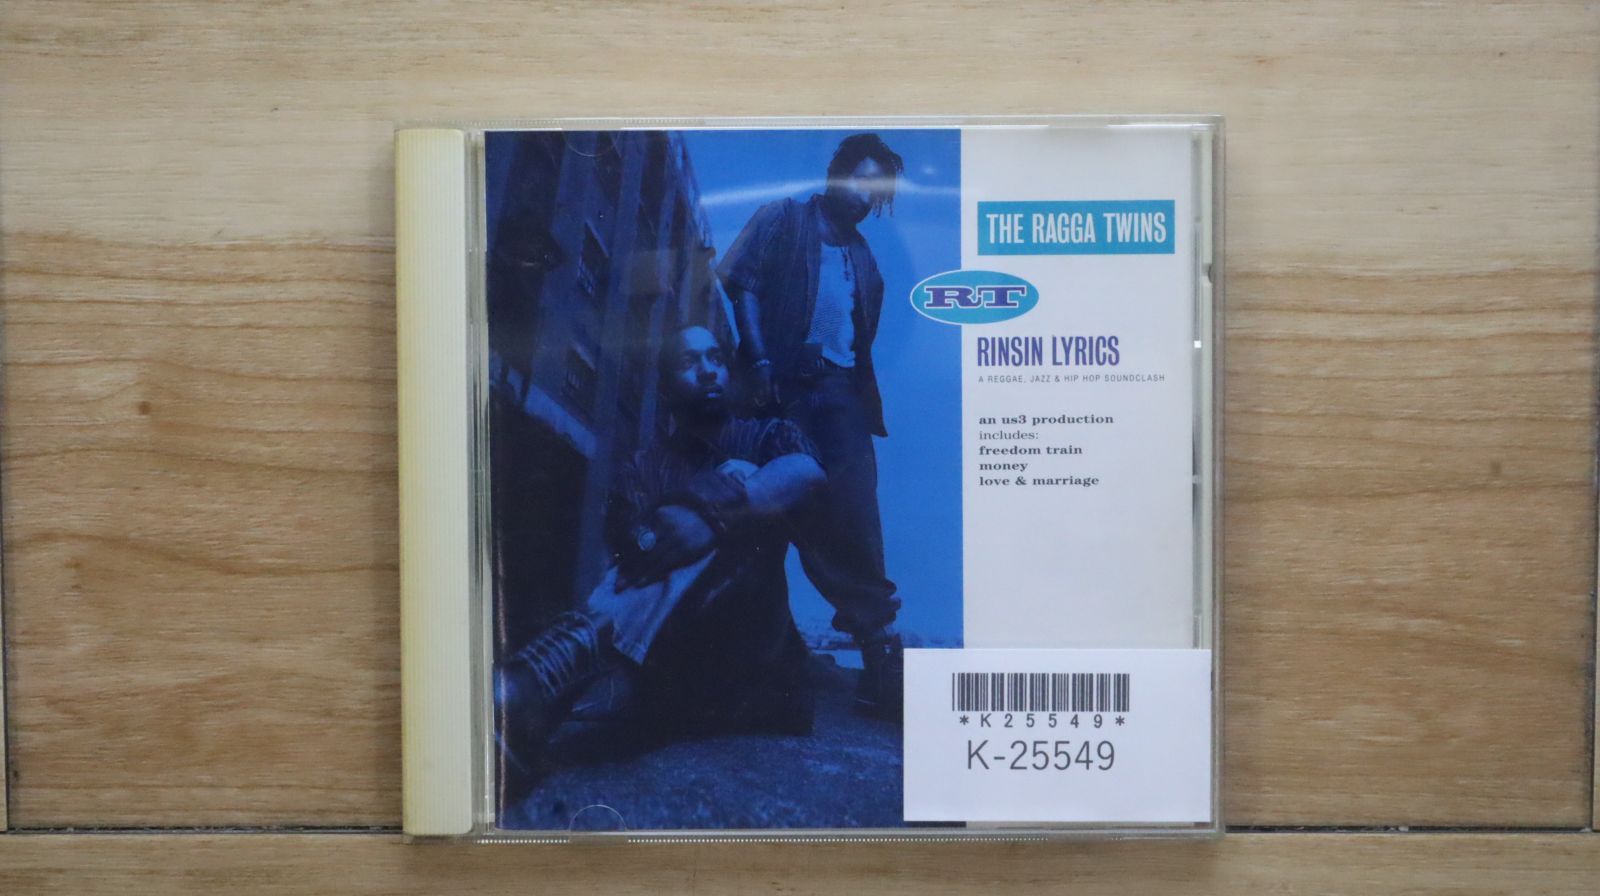 THE RAGGA TWINS
RT
RINSIN LYRICS
A REGGAE, JAZZ & HIP HOP SOUNDCLASH
an us3 production
includes:
freedom train
money
love & marriage
*K25549*
K-25549